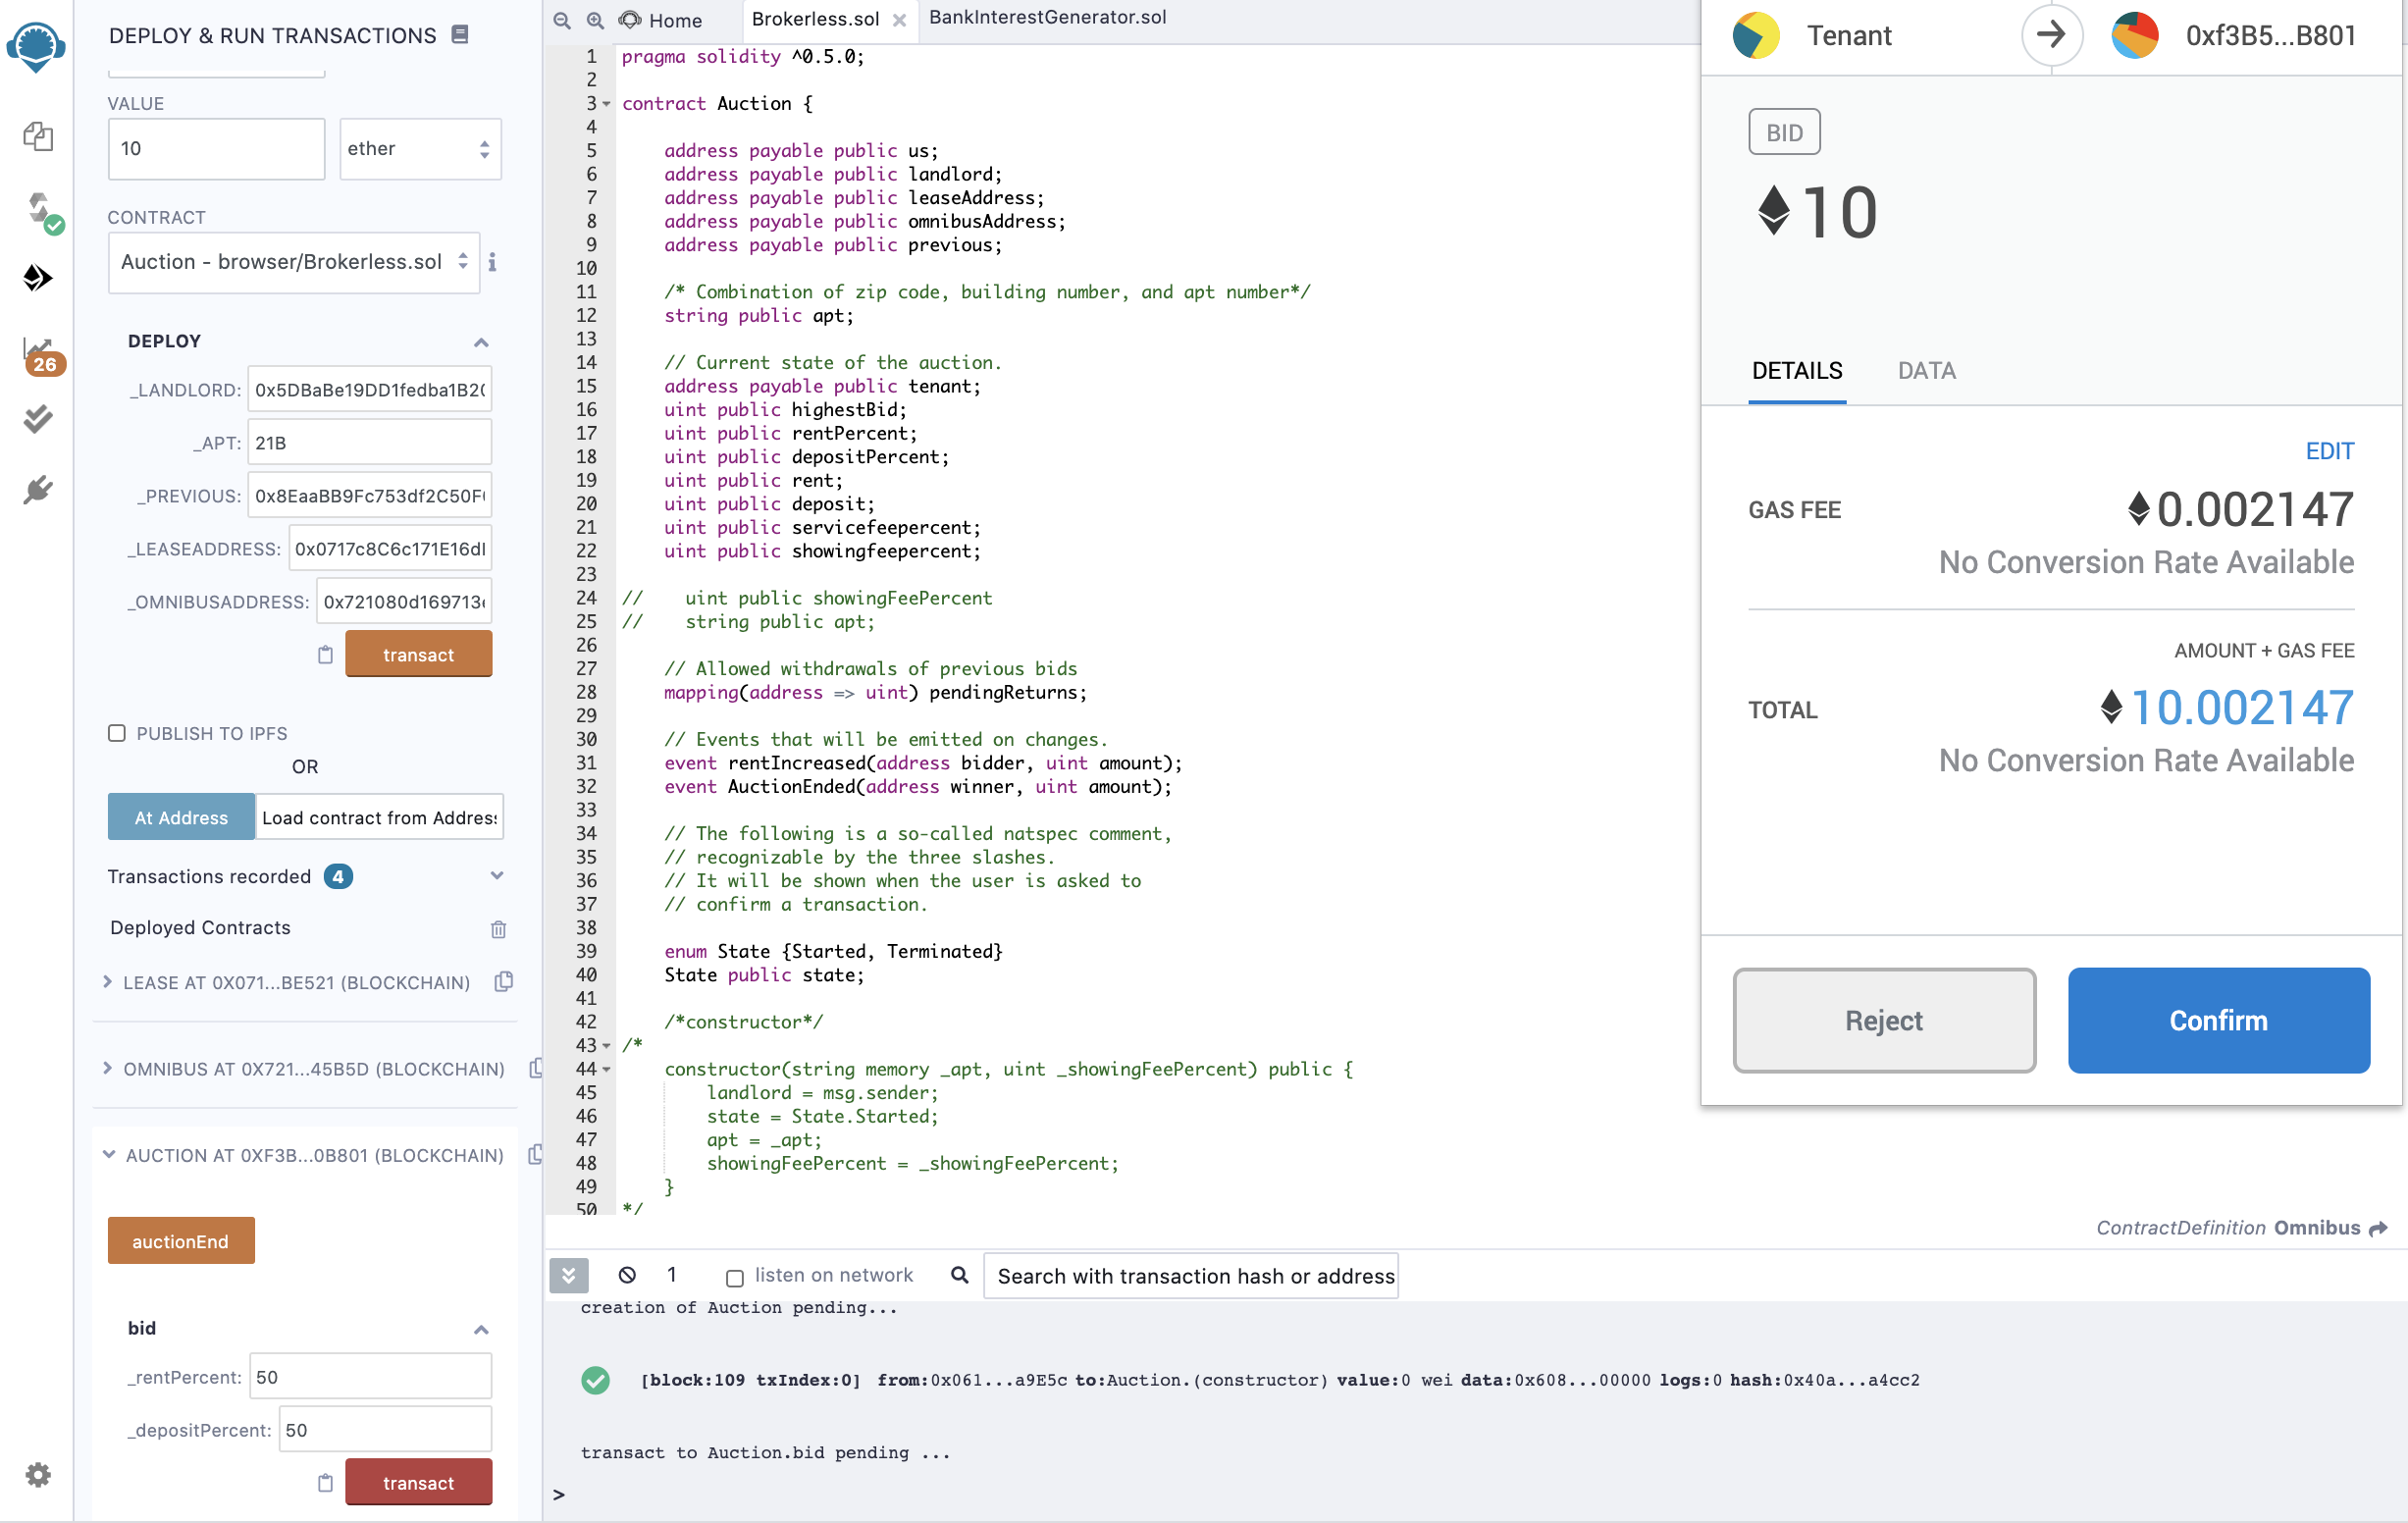 DEPLOY & RUN TRANSACTIONS
VALUE
10
ether
CONTRACT
Auction - browser/Brokerless.sol
i
26
DEPLOY
_LANDLORD: 0x5DBaBe19DD1fedba1B2
_APT: 21B
_PREVIOUS: 0x8EaaBB9Fc753df2C50F
_LEASEADDRESS: 0x0717c8C6c171E16d
_OMNIBUSADDRESS: 0x721080d169713
transact
PUBLISH TO IPFS
OR
At Address
Load contract from Address
Transactions recorded 4
Deployed Contracts
LEASE AT 0X071...BE521 (BLOCKCHAIN)
OMNIBUS AT 0X721...45B5D (BLOCKCHAIN)
AUCTION AT 0XF3B...0B801 (BLOCKCHAIN)
auctionEnd
bid
_rentPercent: 50
_depositPercent: 50
transact
Home
Brokerless.sol
BankInterestGenerator.sol
1 pragma solidity ^0.5.0;
2
3 contract Auction {
4
5 address payable public us;
6 address payable public landlord;
7 address payable public leaseAddress;
8 address payable public omnibusAddress;
9 address payable public previous;
10
11 /* Combination of zip code, building number, and apt number*/
12 string public apt;
13
14 // Current state of the auction.
15 address payable public tenant;
16 uint public highestBid;
17 uint public rentPercent;
18 uint public depositPercent;
19 uint public rent;
20 uint public deposit;
21 uint public servicefeepercent;
22 uint public showingfeepercent;
23
24 // uint public showingFeePercent
25 // string public apt;
26
27 // Allowed withdrawals of previous bids
28 mapping(address => uint) pendingReturns;
29
30 // Events that will be emitted on changes.
31 event rentIncreased(address bidder, uint amount);
32 event AuctionEnded(address winner, uint amount);
33
34 // The following is a so-called natspec comment,
35 // recognizable by the three slashes.
36 // It will be shown when the user is asked to
37 // confirm a transaction.
38
39 enum State {Started, Terminated}
40 State public state;
41
42 /*constructor*/
43 /*
44 constructor(string memory _apt, uint _showingFeePercent) public {
45 landlord = msg.sender;
46 state = State.Started;
47 apt = _apt;
48 showingFeePercent = _showingFeePercent;
49 }
50 */
ContractDefinition Omnibus
1
listen on network
Search with transaction hash or address
creation of Auction pending...
[block:109 txIndex:0] from:0x061...a9E5c to:Auction.(constructor) value:0 wei data:0x608...00000 logs:0 hash:0x40a...a4cc2
transact to Auction.bid pending ...
>
Tenant
0xf3B5...B801
BID
10
DETAILS
DATA
EDIT
GAS FEE
0.002147
No Conversion Rate Available
AMOUNT + GAS FEE
TOTAL
10.002147
No Conversion Rate Available
Reject
Confirm